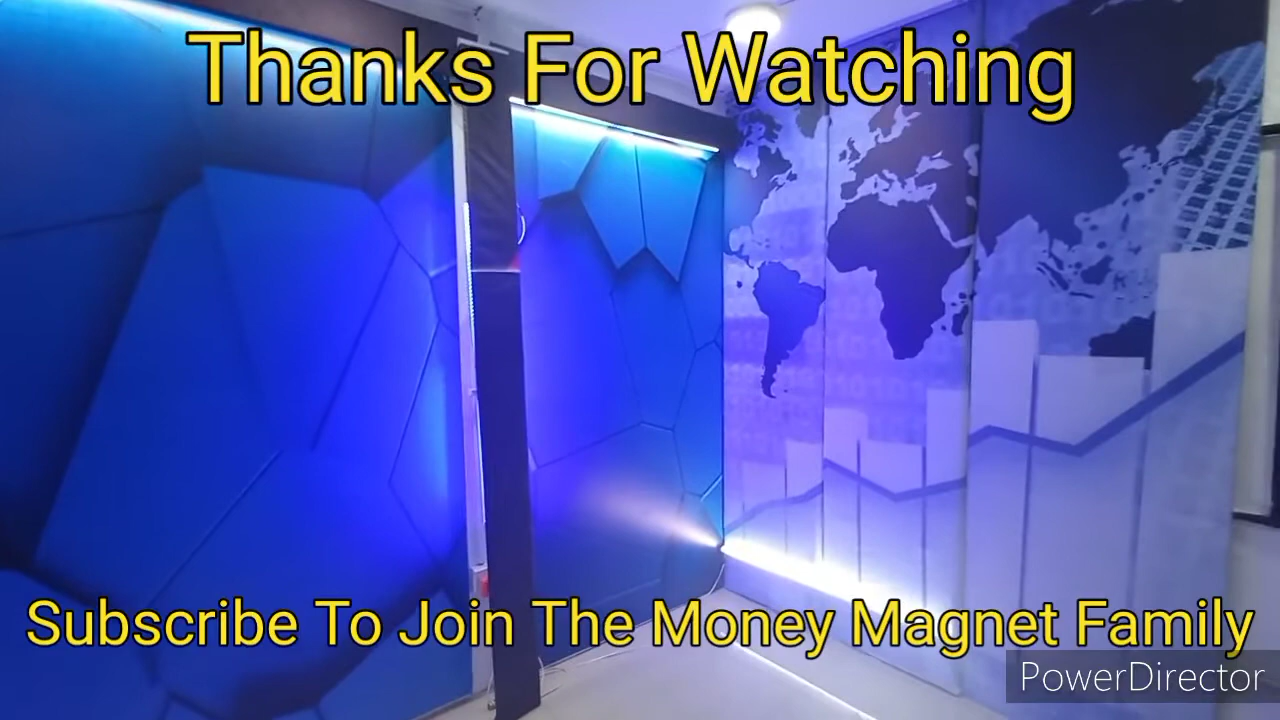 Thanks For Watching
Subscribe To Join The Money Magnet Family
PowerDirector